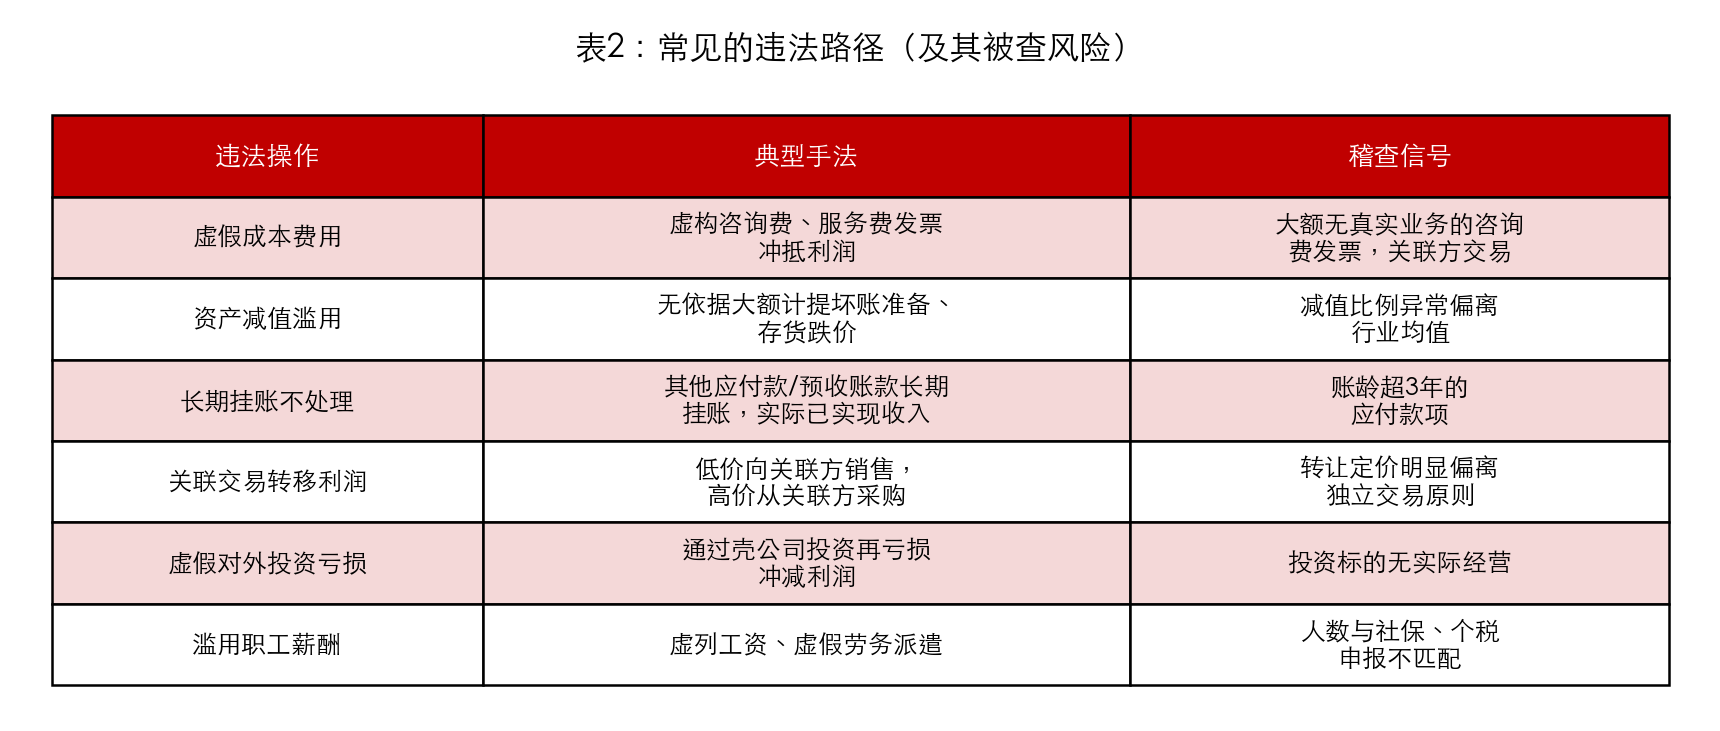 表2：常见的违法路径（及其被查风险）
违法操作
典型手法
稽查信号
虚假成本费用
虚构咨询费、服务费发票
冲抵利润
大额无真实业务的咨询
费发票，关联方交易
资产减值滥用
无依据大额计提坏账准备、
存货跌价
减值比例异常偏离
行业均值
长期挂账不处理
其他应付款/预收账款长期
挂账，实际已实现收入
账龄超3年的
应付款项
关联交易转移利润
低价向关联方销售，
高价从关联方采购
转让定价明显偏离
独立交易原则
虚假对外投资亏损
通过壳公司投资再亏损
冲减利润
投资标的无实际经营
滥用职工薪酬
虚列工资、虚假劳务派遣
人数与社保、个税
申报不匹配